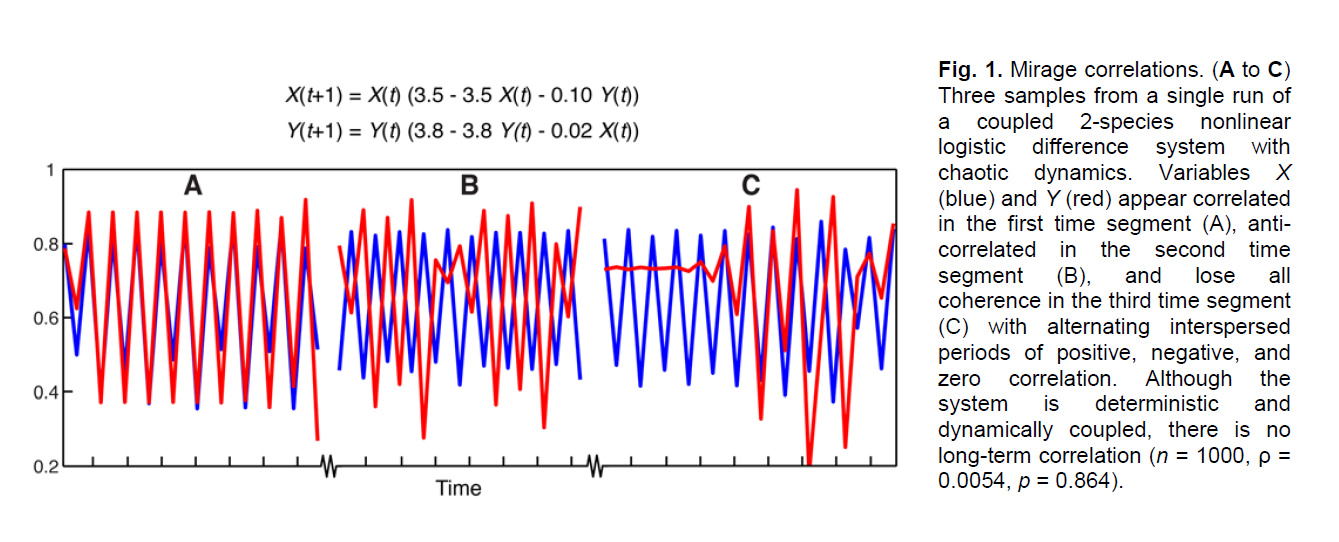 X(t+1) = X(t) (3.5 - 3.5 X(t) - 0.10 Y(t))
Y(t+1) = Y(t) (3.8 - 3.8 Y(t) - 0.02 X(t))
1
A
B
C
0.8
0.6
0.4
0.2
Time
Fig. 1. Mirage correlations. (A to C)
Three samples from a single run of
a coupled 2-species nonlinear
logistic difference system with
chaotic dynamics. Variables X
(blue) and Y (red) appear correlated
in the first time segment (A), anti-
correlated in the second time
segment (B), and lose all
coherence in the third time segment
(C) with alternating interspersed
periods of positive, negative, and
zero correlation. Although the
system is deterministic and
dynamically coupled, there is no
long-term correlation (n = 1000, ρ =
0.0054, p = 0.864).